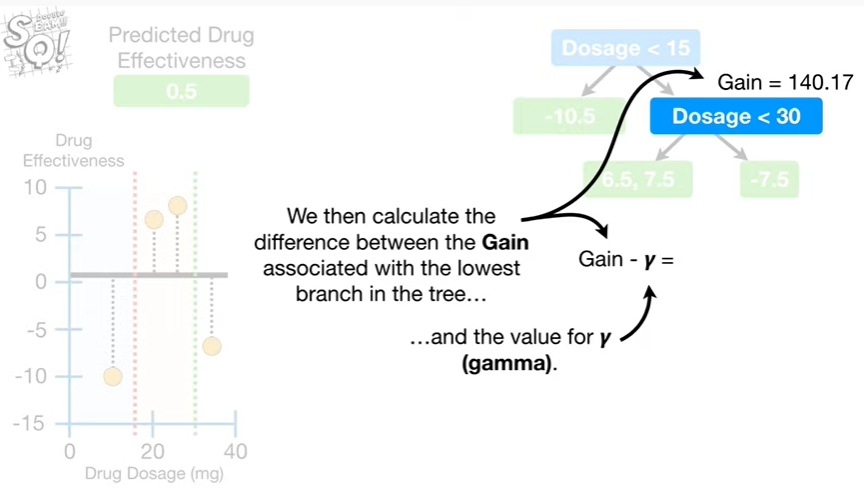 SQ!
Predicted Drug
Effectiveness
0.5
Dosage < 15
Gain = 140.17
-10.5
Dosage < 30
6.5, 7.5
-7.5
Drug
Effectiveness
10
5
0
-5
-10
-15
0
20
40
Drug Dosage (mg)
We then calculate the
difference between the Gain
associated with the lowest
branch in the tree…
Gain - γ =
…and the value for γ
(gamma).